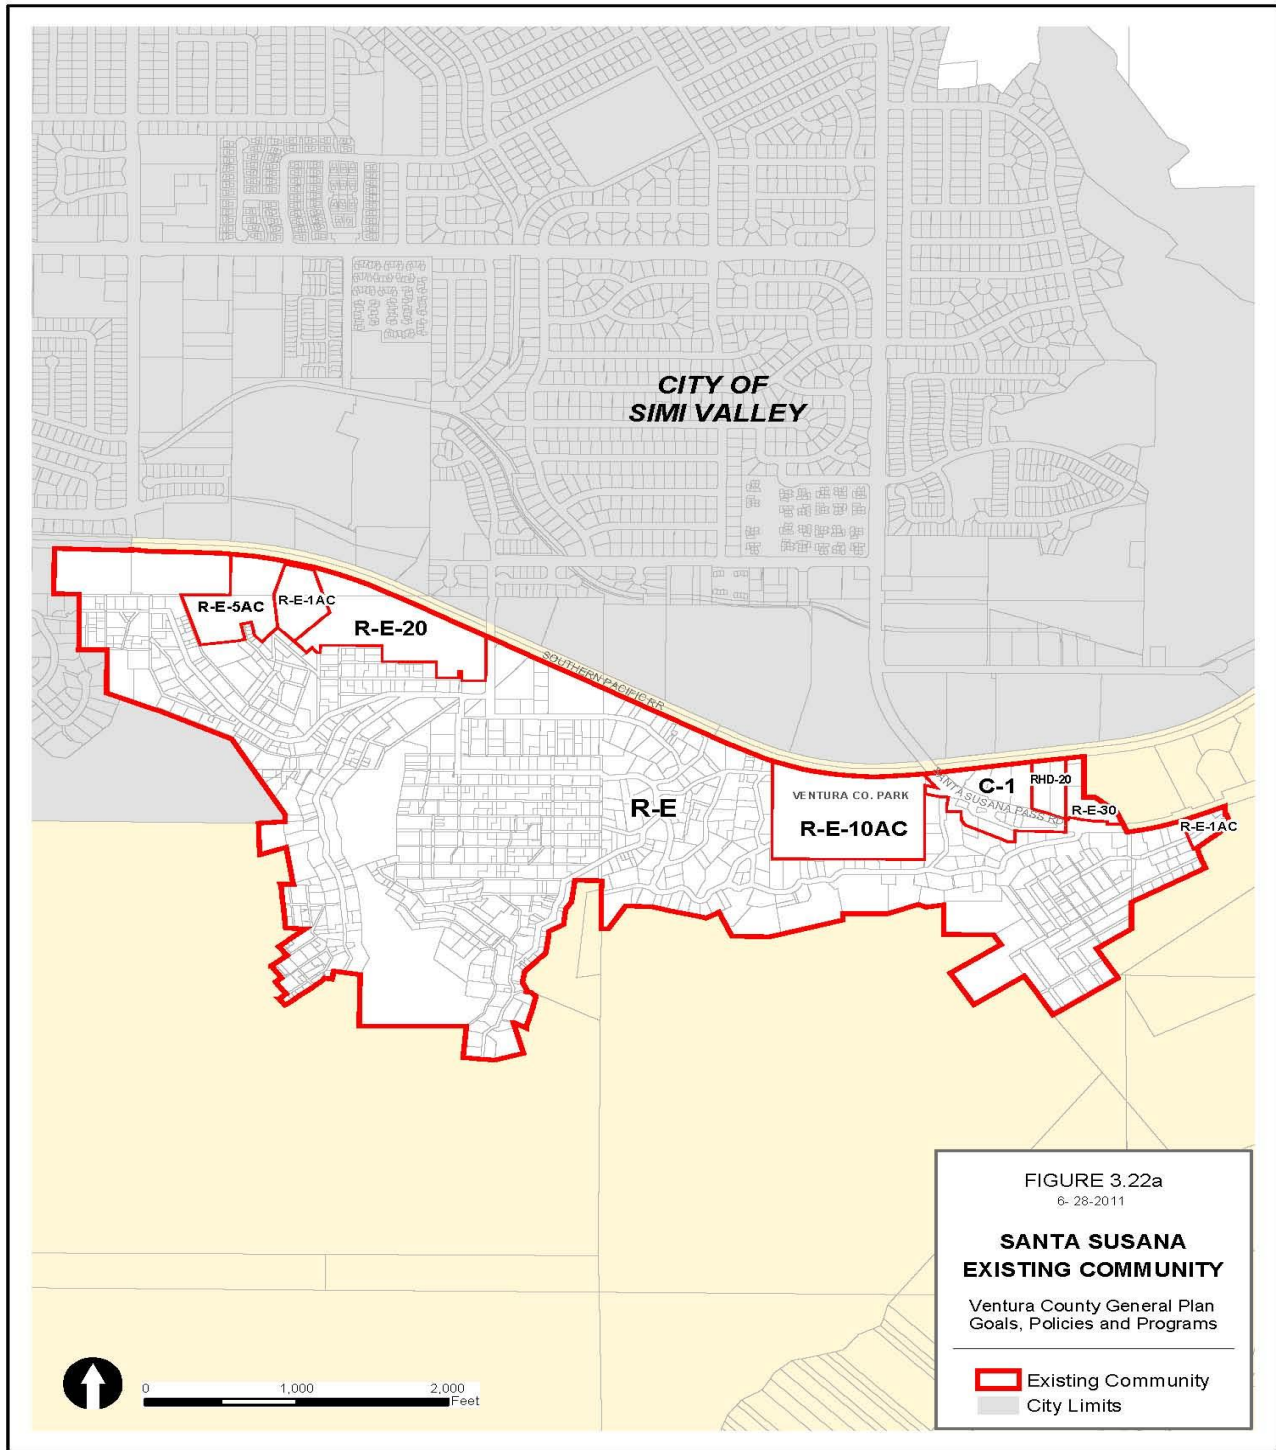 CITY OF
SIMI VALLEY
R-E-5AC
R-E-1AC
R-E-20
SOUTHERN PACIFIC RR
R-E
VENTURA CO. PARK
R-E-10AC
C-1
RHD-20
SANTA SUSANA PASS RD
R-E-30
R-E-1AC
FIGURE 3.22a
6- 28-2011
SANTA SUSANA
EXISTING COMMUNITY
Ventura County General Plan
Goals, Policies and Programs
Existing Community
City Limits
0 1,000 2,000
Feet